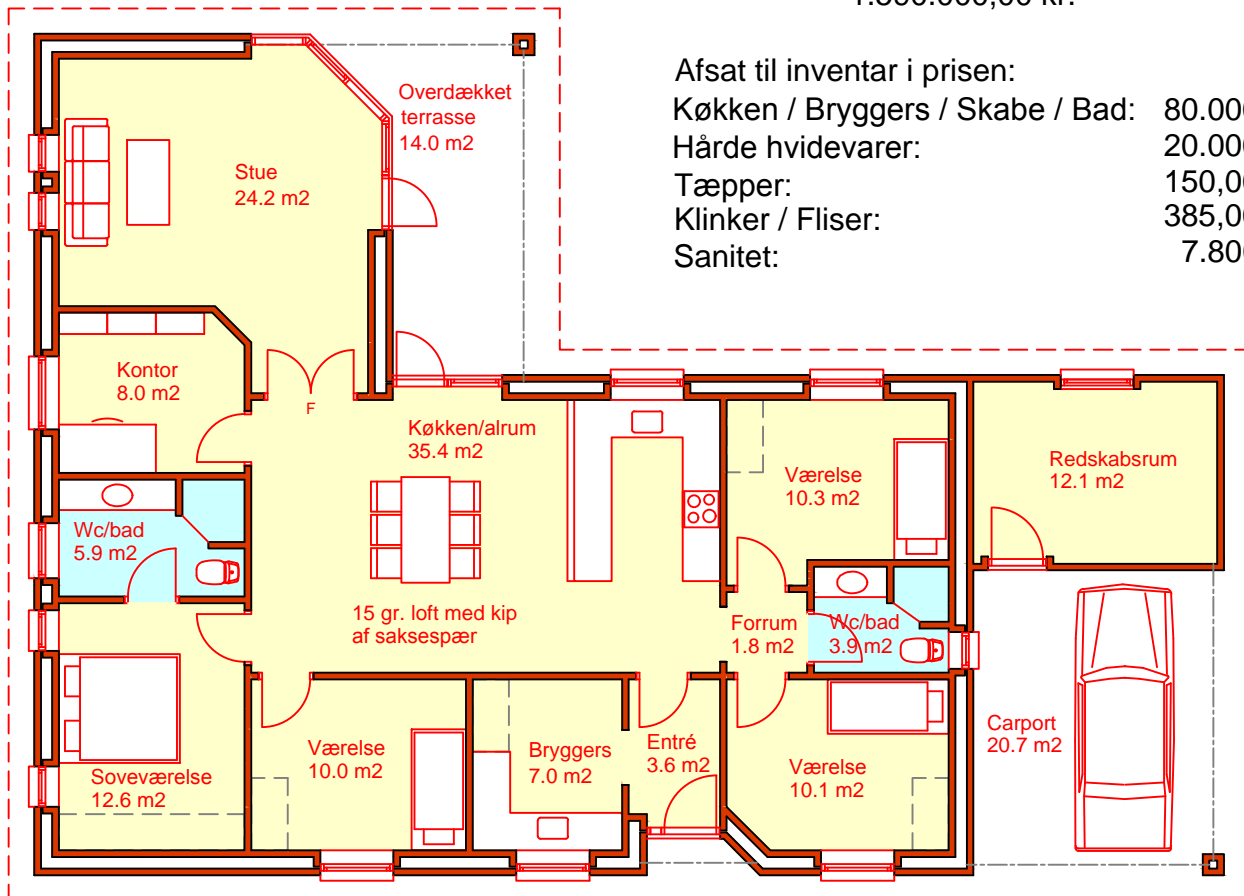 Afsat til inventar i prisen:
Køkken / Bryggers / Skabe / Bad:
Hårde hvidevarer:
Tæpper:
Klinker / Fliser:
Sanitet:
Overdækket
terrasse
14.0 m2
Stue
24.2 m2
Kontor
8.0 m2
F
Køkken/alrum
35.4 m2
Værelse
10.3 m2
Redskabsrum
12.1 m2
Wc/bad
5.9 m2
15 gr. loft med kip
af saksespær
Forrum
1.8 m2
Wc/bad
3.9 m2
Soveværelse
12.6 m2
Værelse
10.0 m2
Bryggers
7.0 m2
Entré
3.6 m2
Værelse
10.1 m2
Carport
20.7 m2